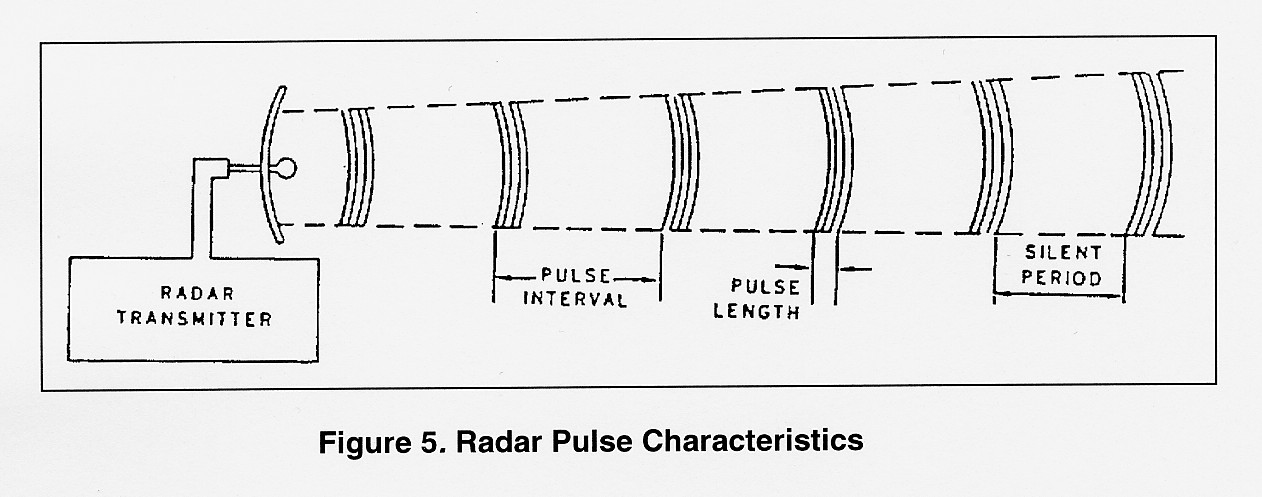 RADAR
TRANSMITTER
PULSE
INTERVAL
PULSE
LENGTH
SILENT
PERIOD
Figure 5. Radar Pulse Characteristics